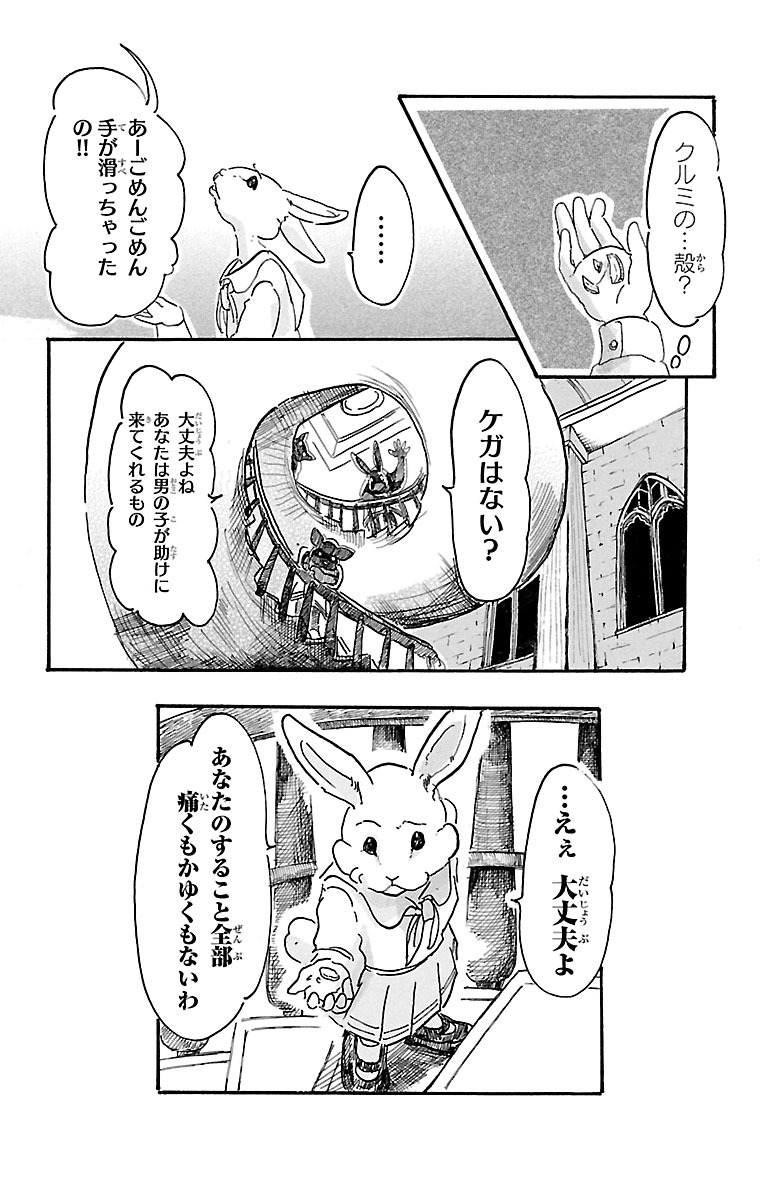 クルミの…殻?
……
あーごめんごめん
手が滑っちゃった
の!!
ケガはない?
大丈夫よね
あなたは男の子が助けに
来てくれるもの
…えぇ 大丈夫よ
あなたのすること全部
痛くもかゆくもないわ